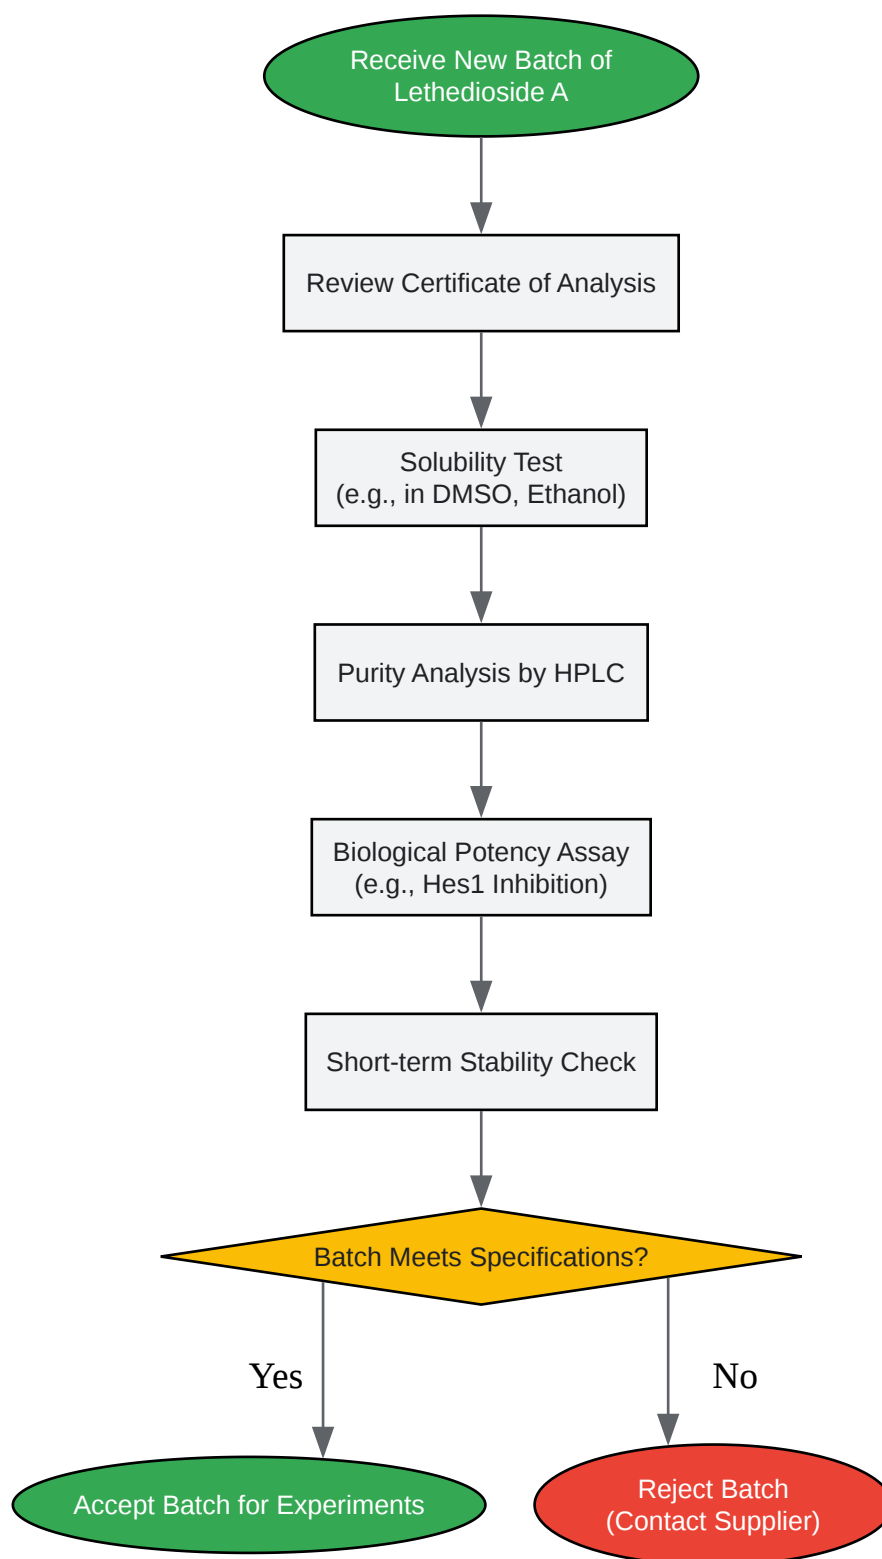 Receive New Batch of
Lethedioside A
Review Certificate of Analysis
Solubility Test
(e.g., in DMSO, Ethanol)
Purity Analysis by HPLC
Biological Potency Assay
(e.g., Hes1 Inhibition)
Short-term Stability Check
Batch Meets Specifications?
Yes
No
Accept Batch for Experiments
Reject Batch
(Contact Supplier)